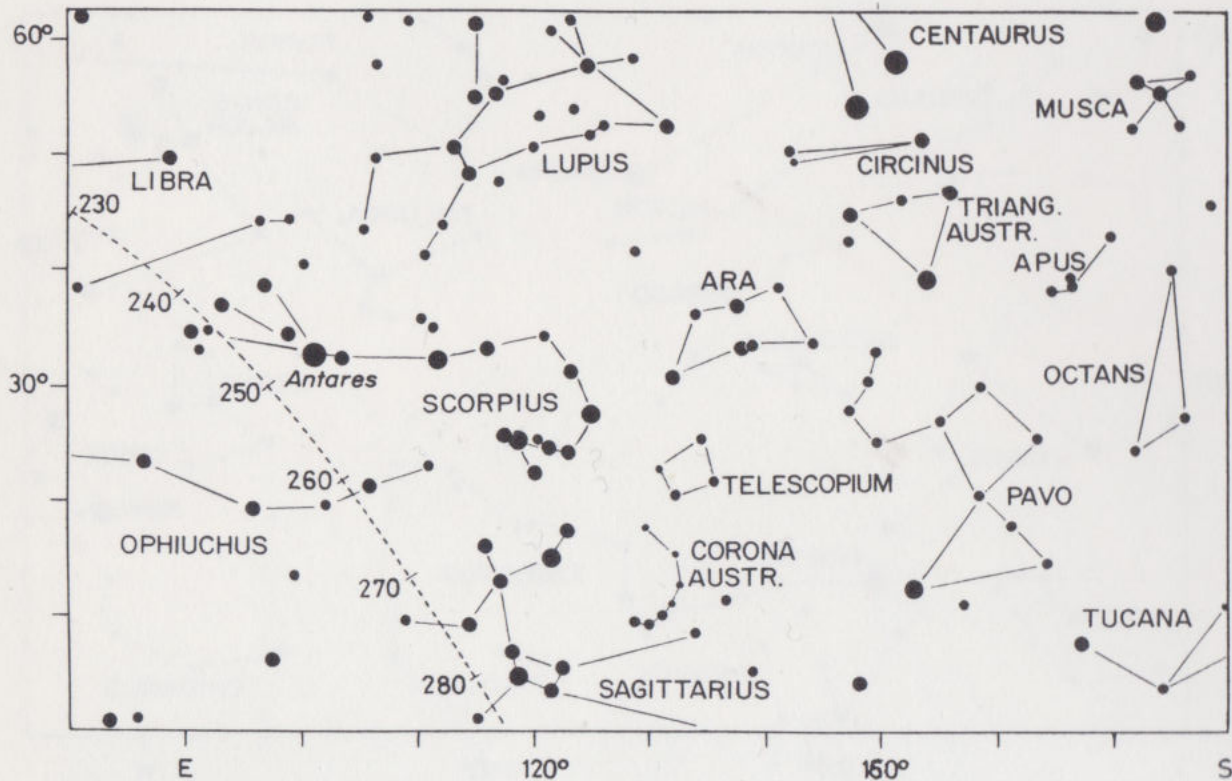 60°
CENTAURUS
MUSCA
LUPUS
CIRCINUS
LIBRA
230
TRIANG.
AUSTR.
APUS
ARA
240
Antares
30°
250
OCTANS
SCORPIUS
260
TELESCOPIUM
PAVO
OPHIUCHUS
CORONA
AUSTR.
270
TUCANA
280
SAGITTARIUS
E
120°
150°
S